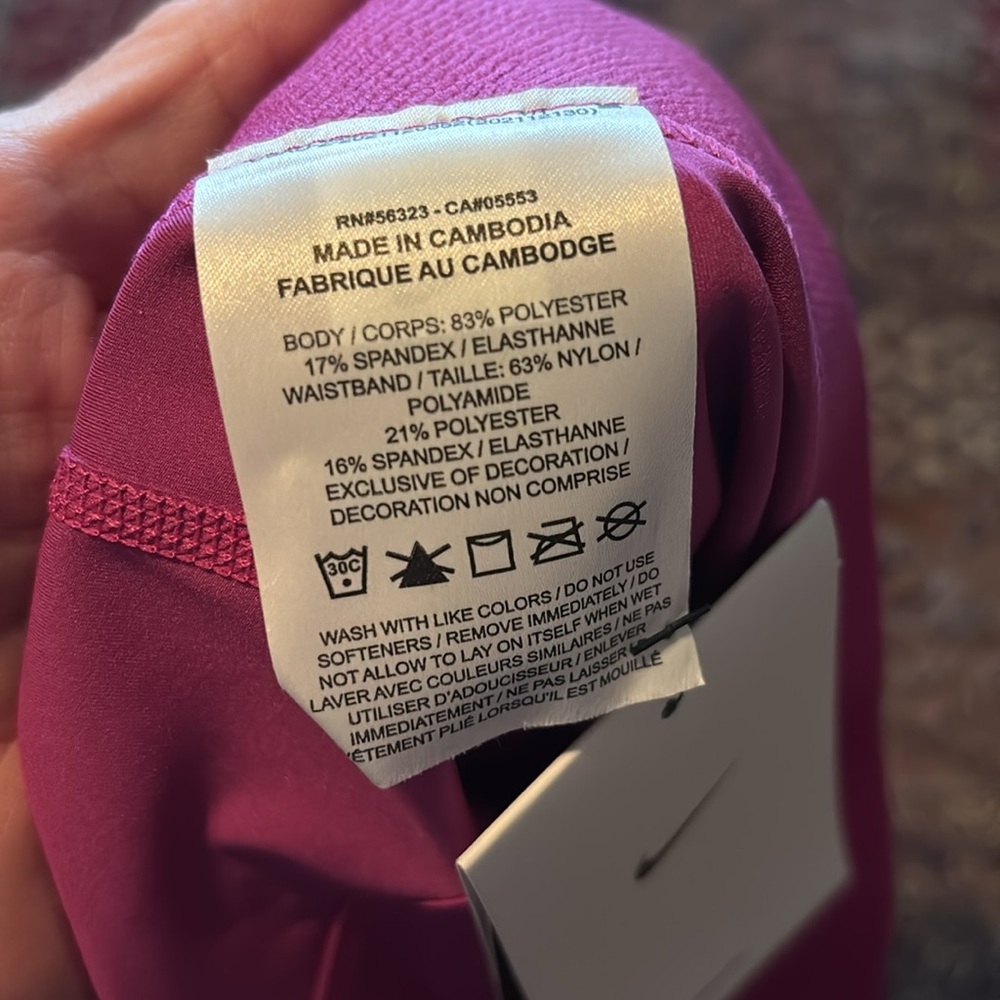 RN#56323 - CA#05553
MADE IN CAMBODIA
FABRIQUE AU CAMBODGE
BODY / CORPS: 83% POLYESTER
17% SPANDEX / ELASTHANNE
WAISTBAND / TAILLE: 63% NYLON /
POLYAMIDE
21% POLYESTER
16% SPANDEX / ELASTHANNE
EXCLUSIVE OF DECORATION /
DECORATION NON COMPRISE
30C
WASH WITH LIKE COLORS / DO NOT USE
SOFTENERS / REMOVE IMMEDIATELY / DO
NOT ALLOW TO LAY ON ITSELF WHEN WET
LAVER AVEC COULEURS SIMILAIRES / NE PAS
UTILISER D'ADOUCISSEUR / ENLEVER
IMMEDIATEMENT / NE PAS LAISSER
VÊTEMENT PLIÉ LORSQU'IL EST MOUILLÉ